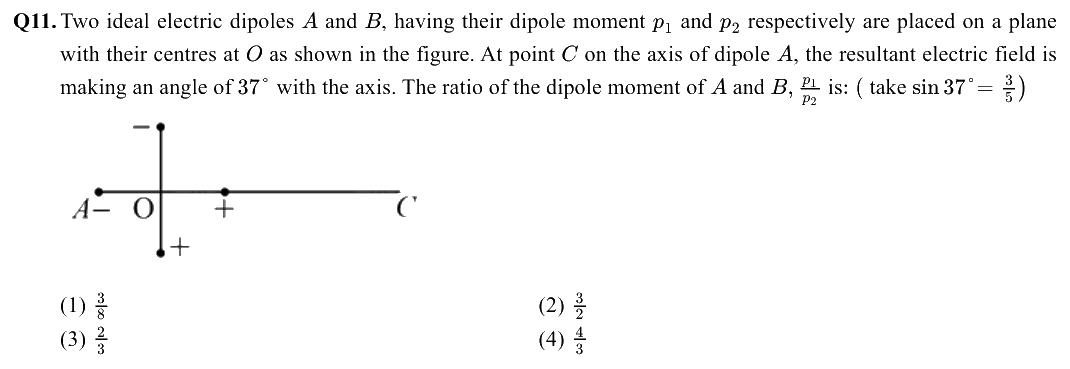 Q11. Two ideal electric dipoles A and B, having their dipole moment p₁ and p₂ respectively are placed on a plane
with their centres at O as shown in the figure. At point C on the axis of dipole A, the resultant electric field is
making an angle of 37° with the axis. The ratio of the dipole moment of A and B, p₁/p₂ is: ( take sin 37° = 3/5 )
−
A− O + C
+
(1) 3/8 (2) 3/2
(3) 2/3 (4) 4/3